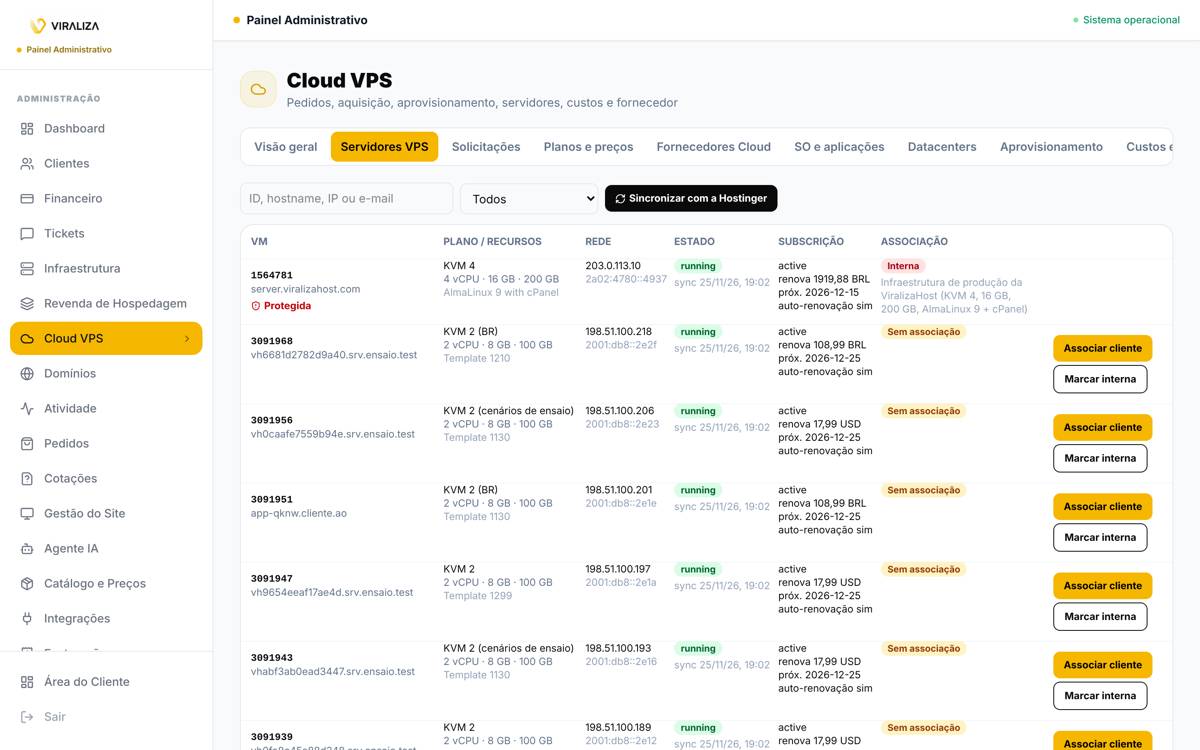 VIRALIZA
Painel Administrativo
ADMINISTRAÇÃO
Dashboard
Clientes
Financeiro
Tickets
Infraestrutura
Revenda de Hospedagem
Cloud VPS
Domínios
Atividade
Pedidos
Cotações
Gestão do Site
Agente IA
Catálogo e Preços
Integrações
Área do Cliente
Sair
Painel Administrativo
Sistema operacional
Cloud VPS
Pedidos, aquisição, aprovisionamento, servidores, custos e fornecedor
Visão geral Servidores VPS Solicitações Planos e preços Fornecedores Cloud SO e aplicações Datacenters Aprovisionamento Custos e
ID, hostname, IP ou e-mail Todos Sincronizar com a Hostinger
VM PLANO / RECURSOS REDE ESTADO SUBSCRIÇÃO ASSOCIAÇÃO
1564781
server.viralizahost.com
Protegida
KVM 4
4 vCPU · 16 GB · 200 GB
AlmaLinux 9 with cPanel
203.0.113.10
2a02:4780::4937
running
sync 25/11/26, 19:02
active
renova 1919,88 BRL
próx. 2026-12-15
auto-renovação sim
Interna
Infraestrutura de produção da
ViralizaHost (KVM 4, 16 GB,
200 GB, AlmaLinux 9 + cPanel)
3091968
vh6681d2782d9a40.srv.ensaio.test
KVM 2 (BR)
2 vCPU · 8 GB · 100 GB
Template 1210
198.51.100.218
2001:db8::2e2f
running
sync 25/11/26, 19:02
active
renova 108,99 BRL
próx. 2026-12-25
auto-renovação sim
Sem associação
Associar cliente
Marcar interna
3091956
vh0caafe7559b94e.srv.ensaio.test
KVM 2 (cenários de ensaio)
2 vCPU · 8 GB · 100 GB
Template 1130
198.51.100.206
2001:db8::2e23
running
sync 25/11/26, 19:02
active
renova 17,99 USD
próx. 2026-12-25
auto-renovação sim
Sem associação
Associar cliente
Marcar interna
3091951
app-qknw.cliente.ao
KVM 2 (BR)
2 vCPU · 8 GB · 100 GB
Template 1130
198.51.100.201
2001:db8::2e1e
running
sync 25/11/26, 19:02
active
renova 108,99 BRL
próx. 2026-12-25
auto-renovação sim
Sem associação
Associar cliente
Marcar interna
3091947
vh9654eeaf17ae4d.srv.ensaio.test
KVM 2
2 vCPU · 8 GB · 100 GB
Template 1299
198.51.100.197
2001:db8::2e1a
running
sync 25/11/26, 19:02
active
renova 17,99 USD
próx. 2026-12-25
auto-renovação sim
Sem associação
Associar cliente
Marcar interna
3091943
vhabf3ab0ead3447.srv.ensaio.test
KVM 2 (cenários de ensaio)
2 vCPU · 8 GB · 100 GB
Template 1130
198.51.100.193
2001:db8::2e16
running
sync 25/11/26, 19:02
active
renova 17,99 USD
próx. 2026-12-25
auto-renovação sim
Sem associação
Associar cliente
Marcar interna
3091939
KVM 2
2 vCPU · 8 GB · 100 GB
198.51.100.189
2001:db8::2e12
running
sync 25/11/26, 19:02
active
renova 17,99 USD
Sem associação
Associar cliente